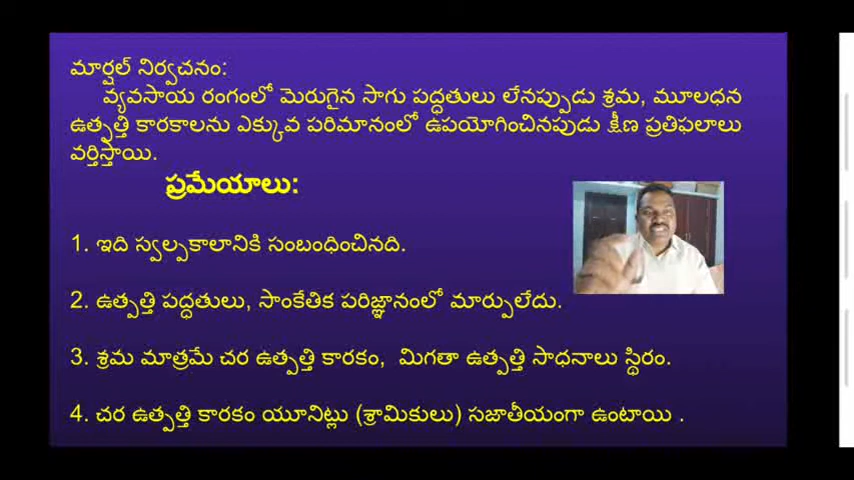 మార్షల్ నిర్వచనం:
వ్యవసాయ రంగంలో మెరుగైన సాగు పద్ధతులు లేనప్పుడు శ్రమ, మూలధన
ఉత్పత్తి కారకాలను ఎక్కువ పరిమాణంలో ఉపయోగించినపుడు క్షీణ ప్రతిఫలాలు
వర్తిస్తాయి.
ప్రమేయాలు:
1. ఇది స్వల్పకాలానికి సంబంధించినది.
2. ఉత్పత్తి పద్ధతులు, సాంకేతిక పరిజ్ఞానంలో మార్పులేదు.
3. శ్రమ మాత్రమే చర ఉత్పత్తి కారకం, మిగతా ఉత్పత్తి సాధనాలు స్థిరం.
4. చర ఉత్పత్తి కారకం యూనిట్లు (శ్రామికులు) సజాతీయంగా ఉంటాయి .